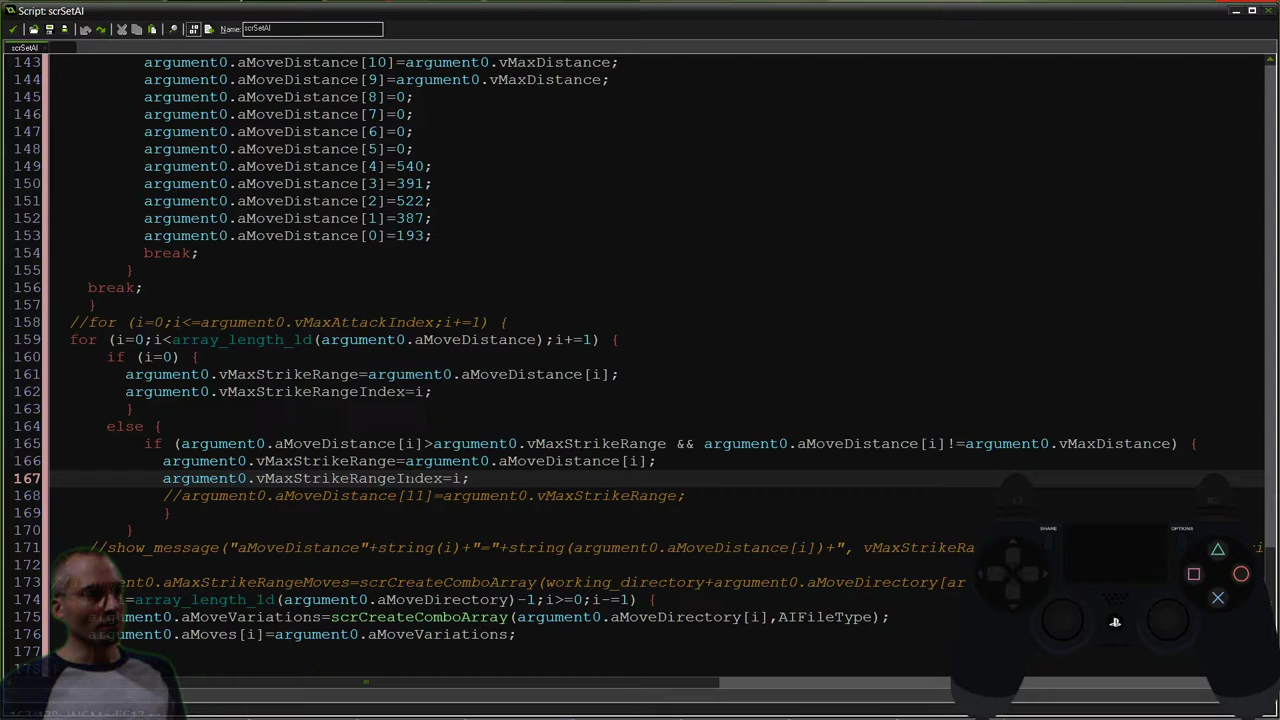 Script: scrSetAI
Name: scrSetAI
scrSetAI
143 argument0.aMoveDistance[10]=argument0.vMaxDistance;
144 argument0.aMoveDistance[9]=argument0.vMaxDistance;
145 argument0.aMoveDistance[8]=0;
146 argument0.aMoveDistance[7]=0;
147 argument0.aMoveDistance[6]=0;
148 argument0.aMoveDistance[5]=0;
149 argument0.aMoveDistance[4]=540;
150 argument0.aMoveDistance[3]=391;
151 argument0.aMoveDistance[2]=522;
152 argument0.aMoveDistance[1]=387;
153 argument0.aMoveDistance[0]=193;
154 break;
155 }
156 break;
157 }
158 //for (i=0;i<=argument0.vMaxAttackIndex;i+=1) {
159 for (i=0;i<array_length_1d(argument0.aMoveDistance);i+=1) {
160 if (i=0) {
161 argument0.vMaxStrikeRange=argument0.aMoveDistance[i];
162 argument0.vMaxStrikeRangeIndex=i;
163 }
164 else {
165 if (argument0.aMoveDistance[i]>argument0.vMaxStrikeRange && argument0.aMoveDistance[i]!=argument0.vMaxDistance) {
166 argument0.vMaxStrikeRange=argument0.aMoveDistance[i];
167 argument0.vMaxStrikeRangeIndex=i;
168 //argument0.aMoveDistance[11]=argument0.vMaxStrikeRange;
169 }
170 }
171 //show_message("aMoveDistance"+string(i)+"="+string(argument0.aMoveDistance[i])+", vMaxStrikeRa
172
173 .aMaxStrikeRangeMoves=scrCreateComboArray(working_directory+argument0.aMoveDirectory[ar
174 =array_length_1d(argument0.aMoveDirectory)-1;i>=0;i-=1) {
175 argument0.aMoveVariations=scrCreateComboArray(argument0.aMoveDirectory[i],AIFileType);
176 argument0.aMoves[i]=argument0.aMoveVariations;
177
178
SHARE
OPTIONS